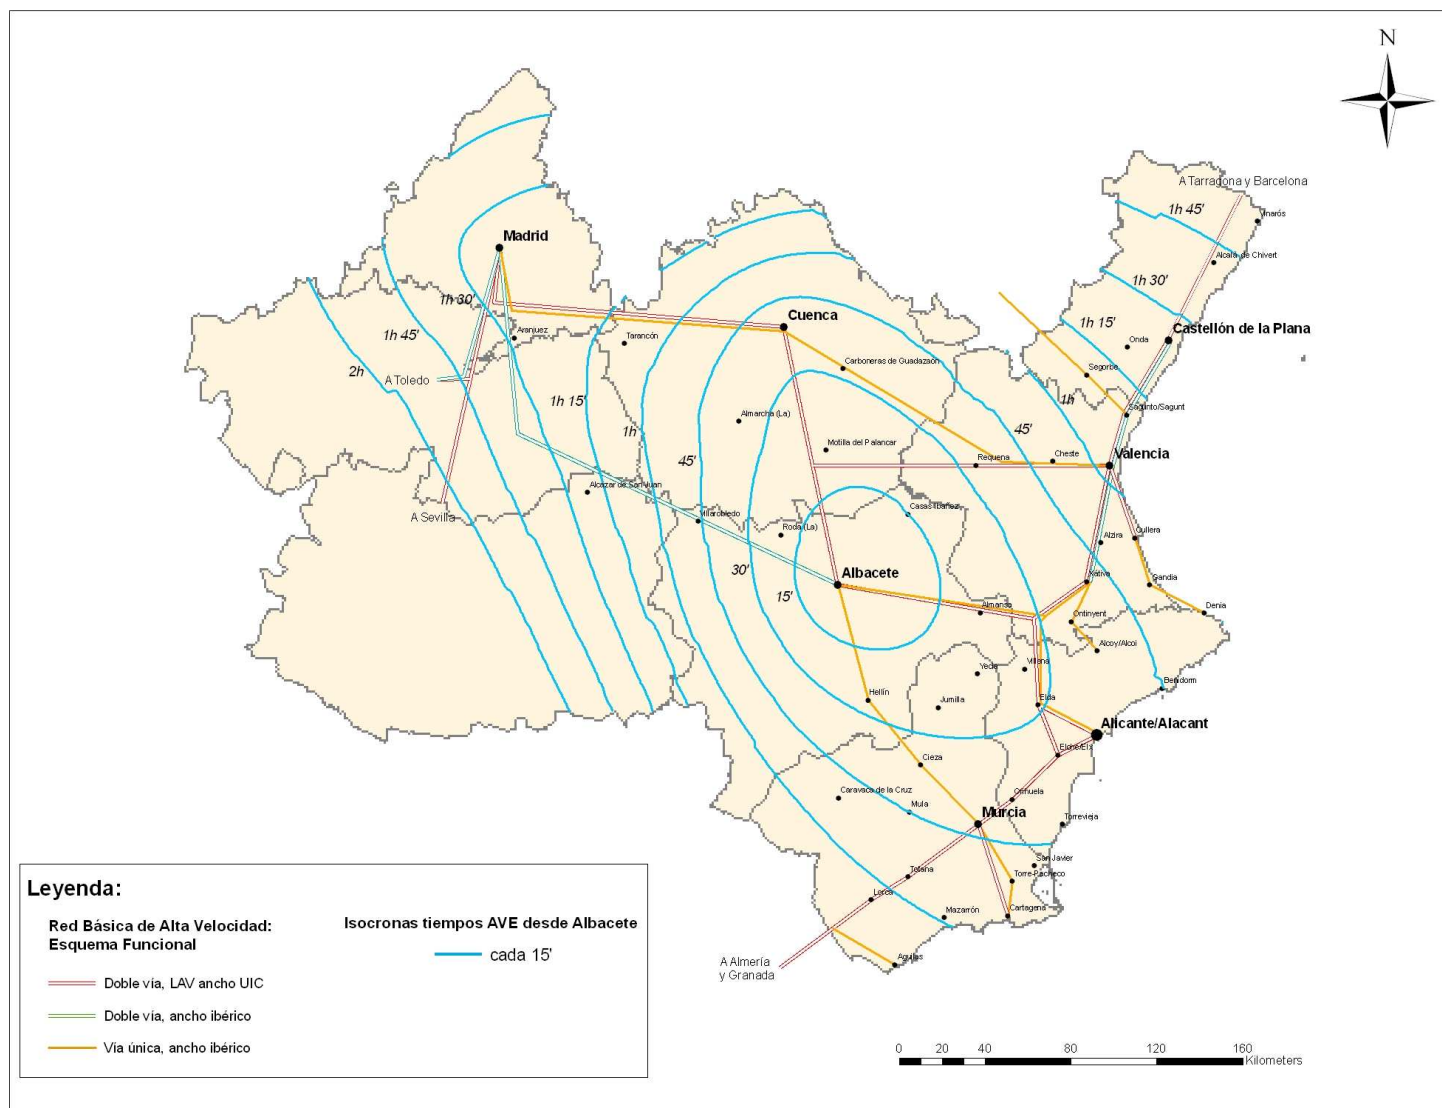 N
A Tarragona y Barcelona
1h 45'
Vinarós
Alcalá de Chivert
1h 30'
Madrid
1h 30'
1h 15'
Cuenca
Castellón de la Plana
1h 45'
Aranjuez
Tarancón
Onda
2h
Carboneras de Guadazaón
Segorbe
A Toledo
1h 15'
1h
Almarcha (La)
Sagunto/Sagunt
1h
45'
Motilla del Palancar
Cheste
Valencia
45'
Requena
Alcázar de San Juan
A Sevilla
Villarobledo
Casas Ibáñez
Roda (La)
Cullera
Alzira
30'
Albacete
Xátiva
Gandia
15'
Almansa
Denia
Ontinyent
Alcoy/Alcoi
Yecla
Villena
Benidorm
Hellín
Jumilla
Elda
Alicante/Alacant
Elche/Elx
Cieza
Caravaca de la Cruz
Orihuela
Mula
Murcia
Torrevieja
San Javier
Totana
Torre-Pacheco
Lorca
Mazarrón
Cartagena
A Almería
y Granada
Aguilas
Leyenda:
Red Básica de Alta Velocidad:
Esquema Funcional
Isocronas tiempos AVE desde Albacete
cada 15'
Doble vía, LAV ancho UIC
Doble vía, ancho ibérico
Vía única, ancho ibérico
0 20 40 80 120 160
Kilometers